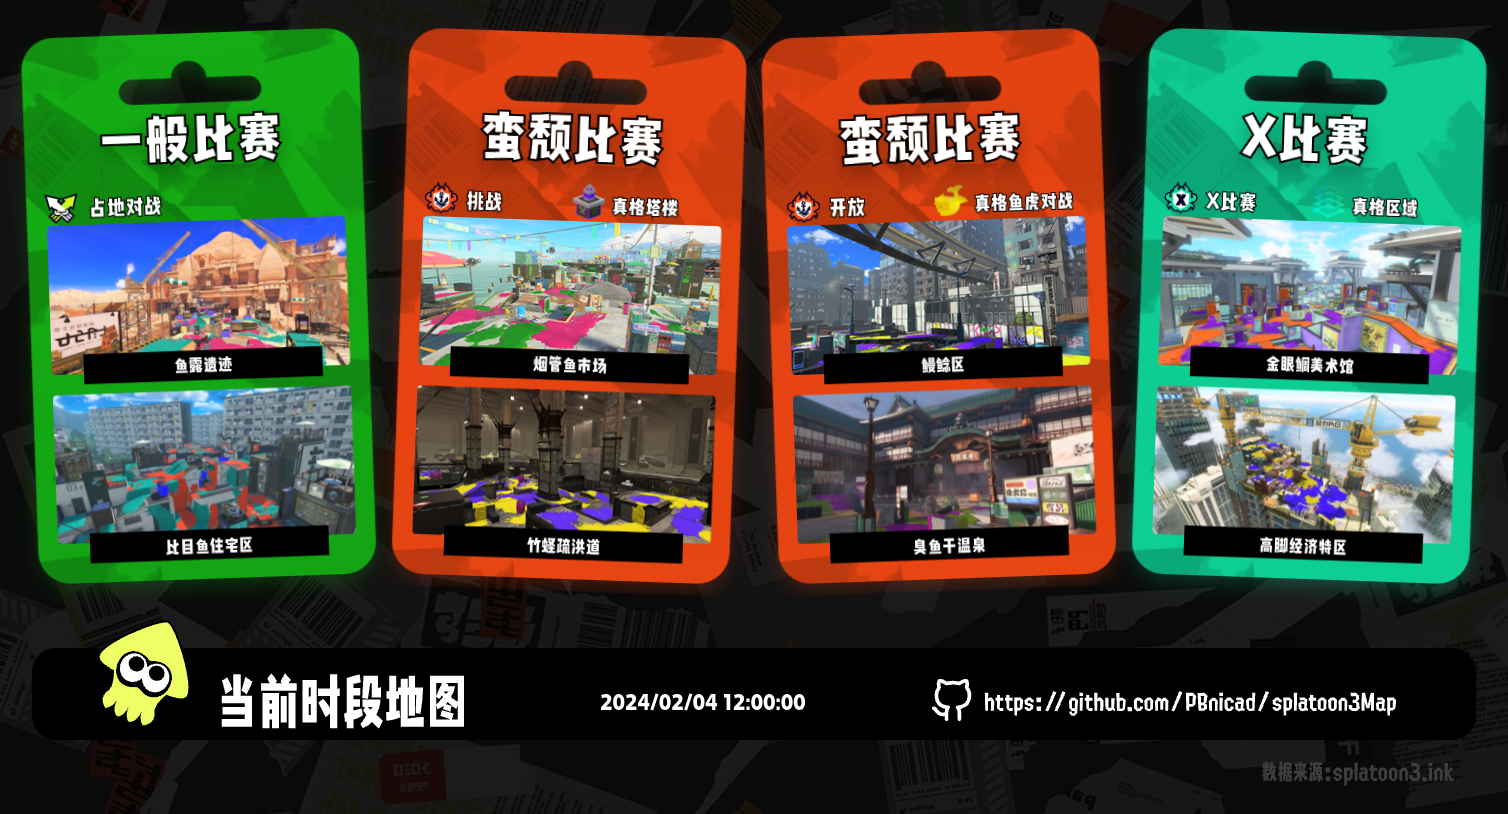 一般比赛
占地对战
鱼露遗迹
比目鱼住宅区
蛮颓比赛
挑战
真格塔楼
烟管鱼市场
竹蛏疏洪道
蛮颓比赛
开放
真格鱼虎对战
鳗鲶区
臭鱼干温泉
X比赛
X比赛
真格区域
金眼鲷美术馆
高脚经济特区
当前时段地图
2024/02/04 12:00:00
https://github.com/PBnicad/splatoon3Map
数据来源:splatoon3.ink